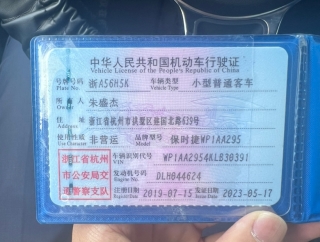 中华人民共和国机动车行驶证
Vehicle License of the People's Republic of China
号牌号码 Plate No. 浙A56H5K 车辆类型 Vehicle Type 小型普通客车
所有人 Owner 朱盛杰
住址 Address 浙江省杭州市拱墅区 北路639号
使用性质 Use Character 非营运 品牌型号 Model 保时捷WP1AA295
浙江省杭州市公安局交通警察支队
车辆识别代号 VIN WP1AA2954KLB30391
发动机号码 Engine No. DLH044624
注册日期 Register Date 2019-07-15 发证日期 Issue Date 2023-05-17